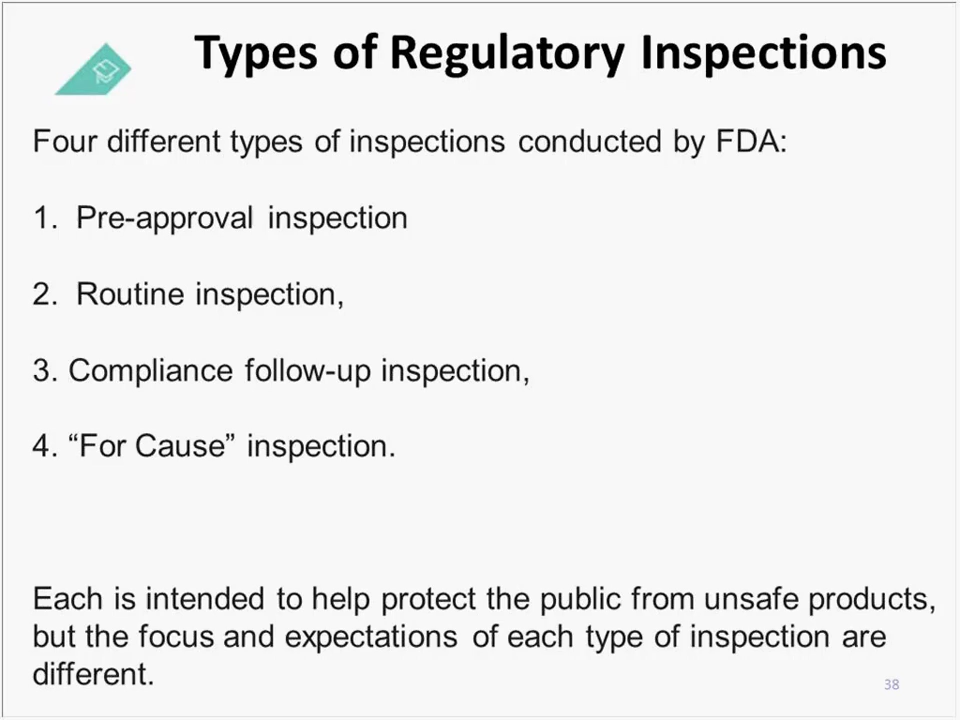 Types of Regulatory Inspections
Four different types of inspections conducted by FDA:
1. Pre-approval inspection
2. Routine inspection,
3. Compliance follow-up inspection,
4. “For Cause” inspection.
Each is intended to help protect the public from unsafe products,
but the focus and expectations of each type of inspection are
different.
38